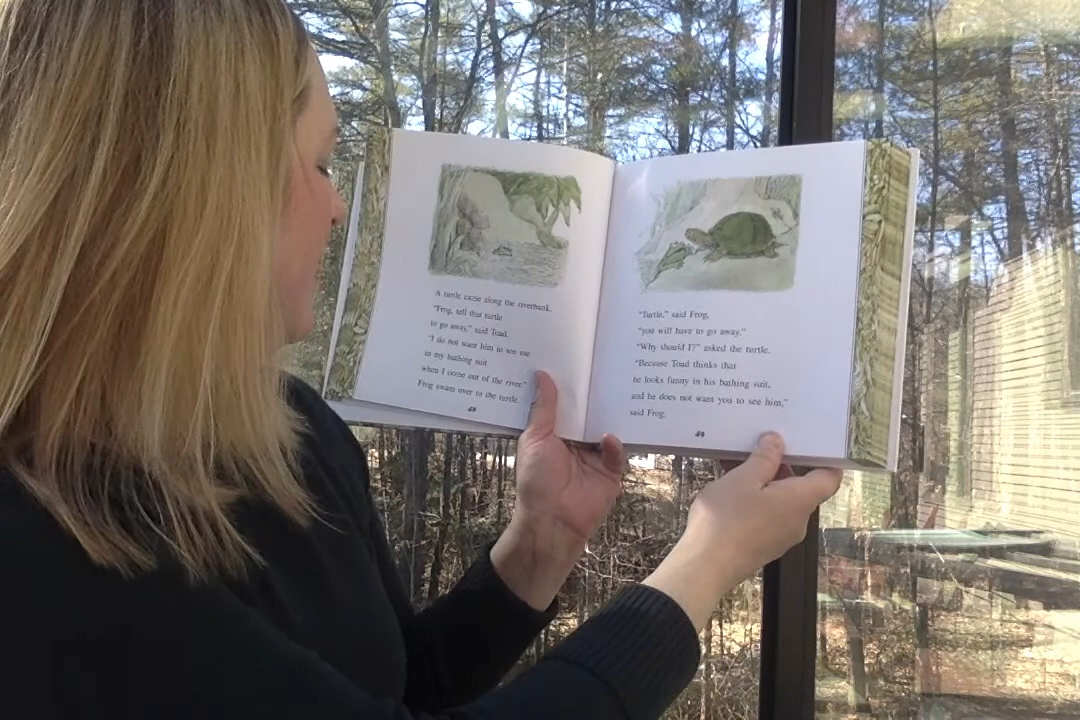 A turtle came along the riverbank.
"Frog, tell that turtle
to go away," said Toad.
"I do not want him to see me
in my bathing suit
when I come out of the river."
Frog swam over to the turtle.
48
"Turtle," said Frog,
"you will have to go away."
"Why should I?" asked the turtle.
"Because Toad thinks that
he looks funny in his bathing suit,
and he does not want you to see him,"
said Frog.
49